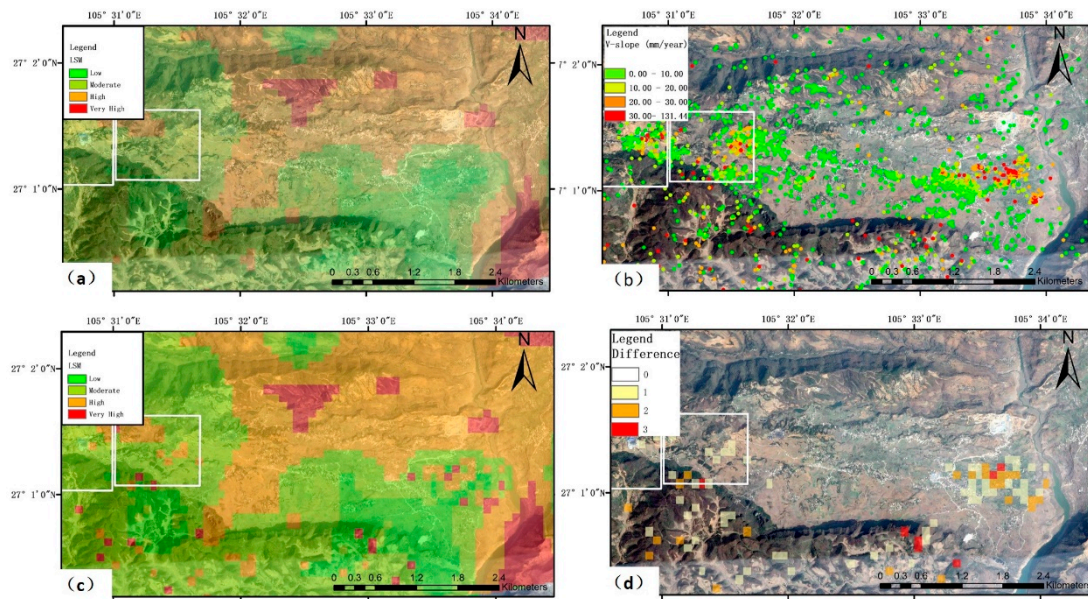 105° 31′0″E 105° 32′0″E 105° 33′0″E 105° 34′0″E
Legend
LSM
Low
Moderate
High
Very High
N
27° 2′0″N
27° 1′0″N
(a)
0 0.3 0.6 1.2 1.8 2.4
Kilometers
105° 31′0″E 105° 32′0″E 105° 33′0″E 105° 34′0″E
Legend
V-slope (mm/year)
0.00 - 10.00
10.00 - 20.00
20.00 - 30.00
30.00- 131.44
N
7° 2′0″N
7° 1′0″N
(b)
0 0.3 0.6 1.2 1.8 2.4
Kilometers
105° 31′0″E 105° 32′0″E 105° 33′0″E 105° 34′0″E
Legend
LSM
Low
Moderate
High
Very High
N
27° 2′0″N
27° 1′0″N
(c)
0 0.3 0.6 1.2 1.8 2.4
Kilometers
105° 31′0″E 105° 32′0″E 105° 33′0″E 105° 34′0″E
Legend
Difference
0
1
2
3
N
27° 2′0″N
27° 1′0″N
(d)
0 0.3 0.6 1.2 1.8 2.4
Kilometers